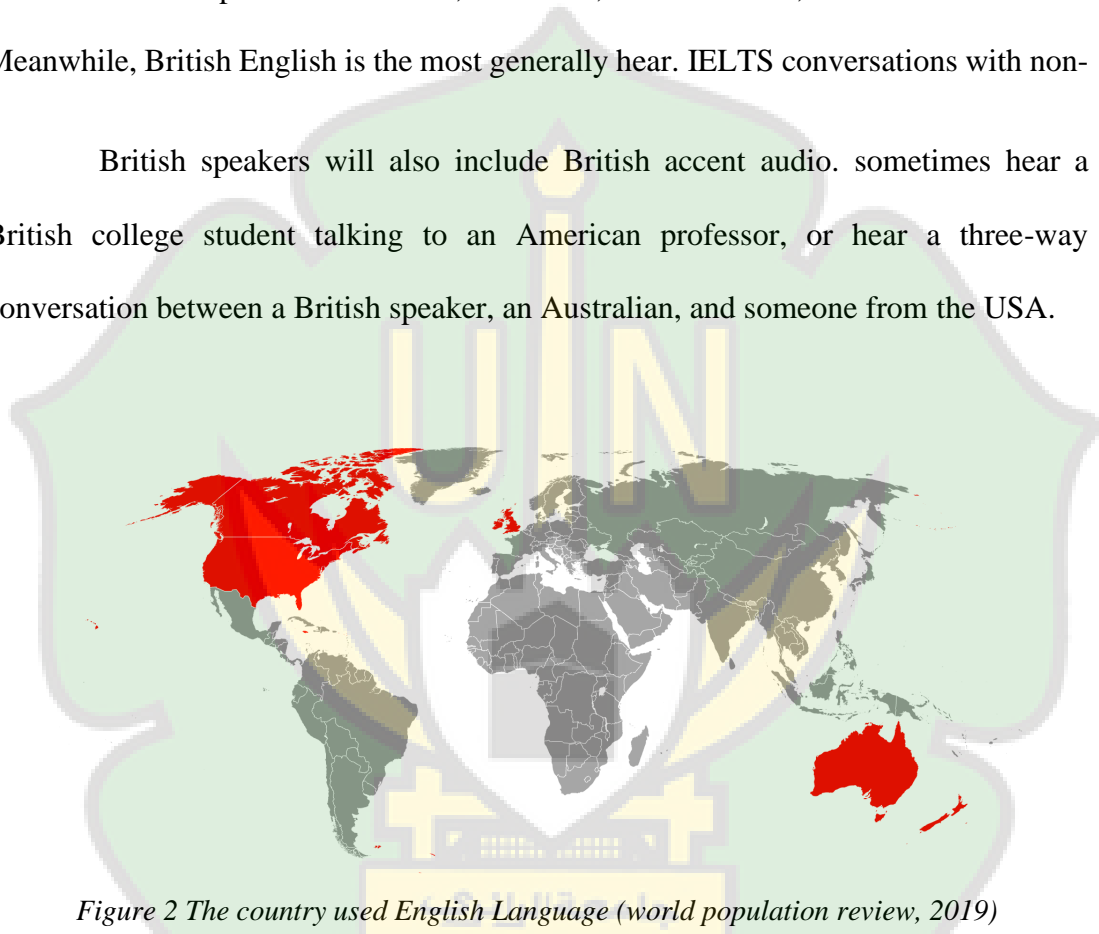 Meanwhile, British English is the most generally hear. IELTS conversations with non-
British speakers will also include British accent audio. sometimes hear a
British college student talking to an American professor, or hear a three-way
conversation between a British speaker, an Australian, and someone from the USA.
UIN
Figure 2 The country used English Language (world population review, 2019)